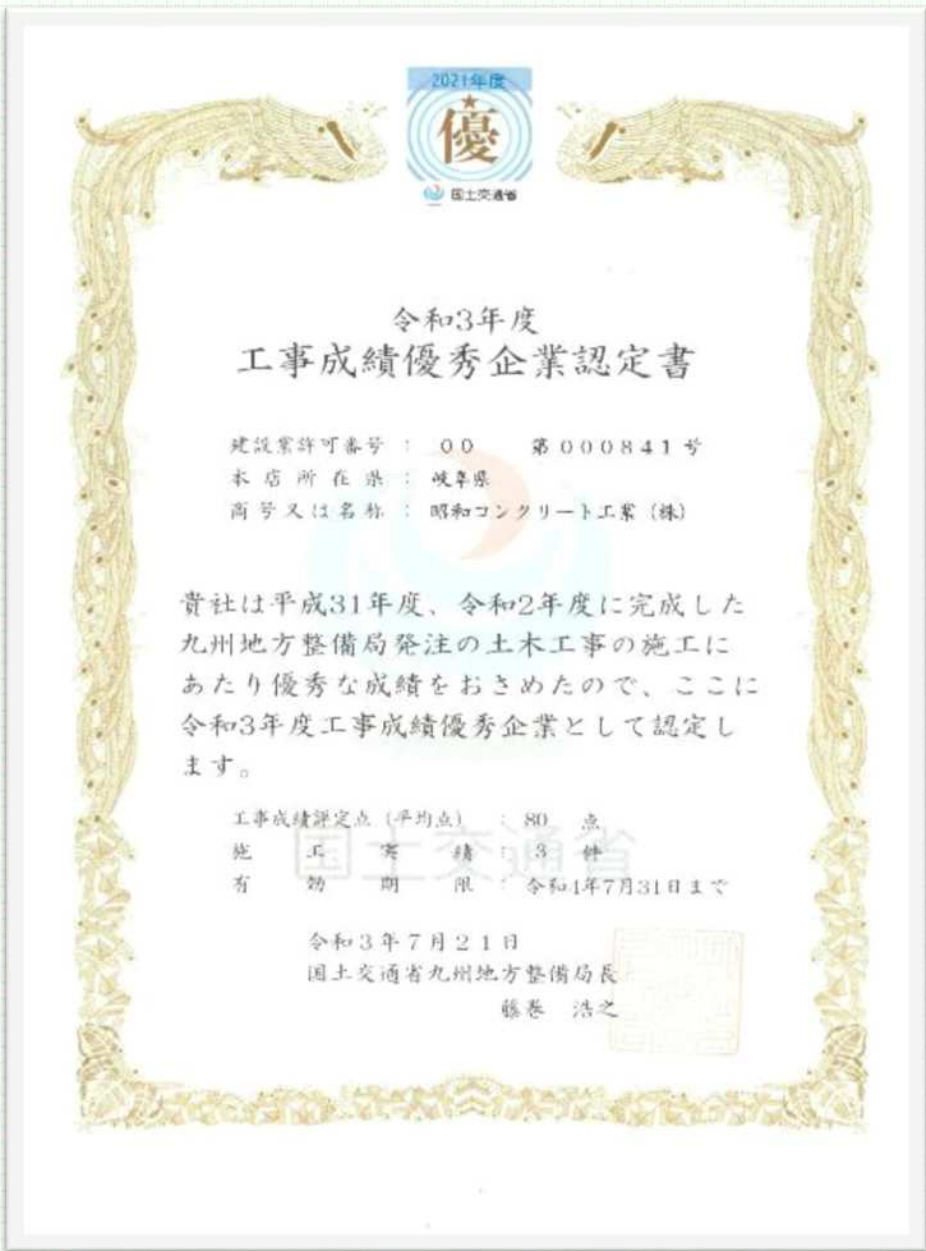 2021年度
優
国土交通省
令和3年度
工事成績優秀企業認定書
建設業許可番号 : 00 第000841号
本店所在県 : 岐阜県
商号又は名称 : 昭和コンクリート工業(株)
貴社は平成31年度、令和2年度に完成した
九州地方整備局発注の土木工事の施工に
あたり優秀な成績をおさめたので、ここに
令和3年度工事成績優秀企業として認定し
ます。
国土交通省
工事成績評定点(平均点) : 80 点
施工実績 : 3 件
有効期限 : 令和4年7月31日まで
令和3年7月21日
国土交通省九州地方整備局長
藤巻 浩之